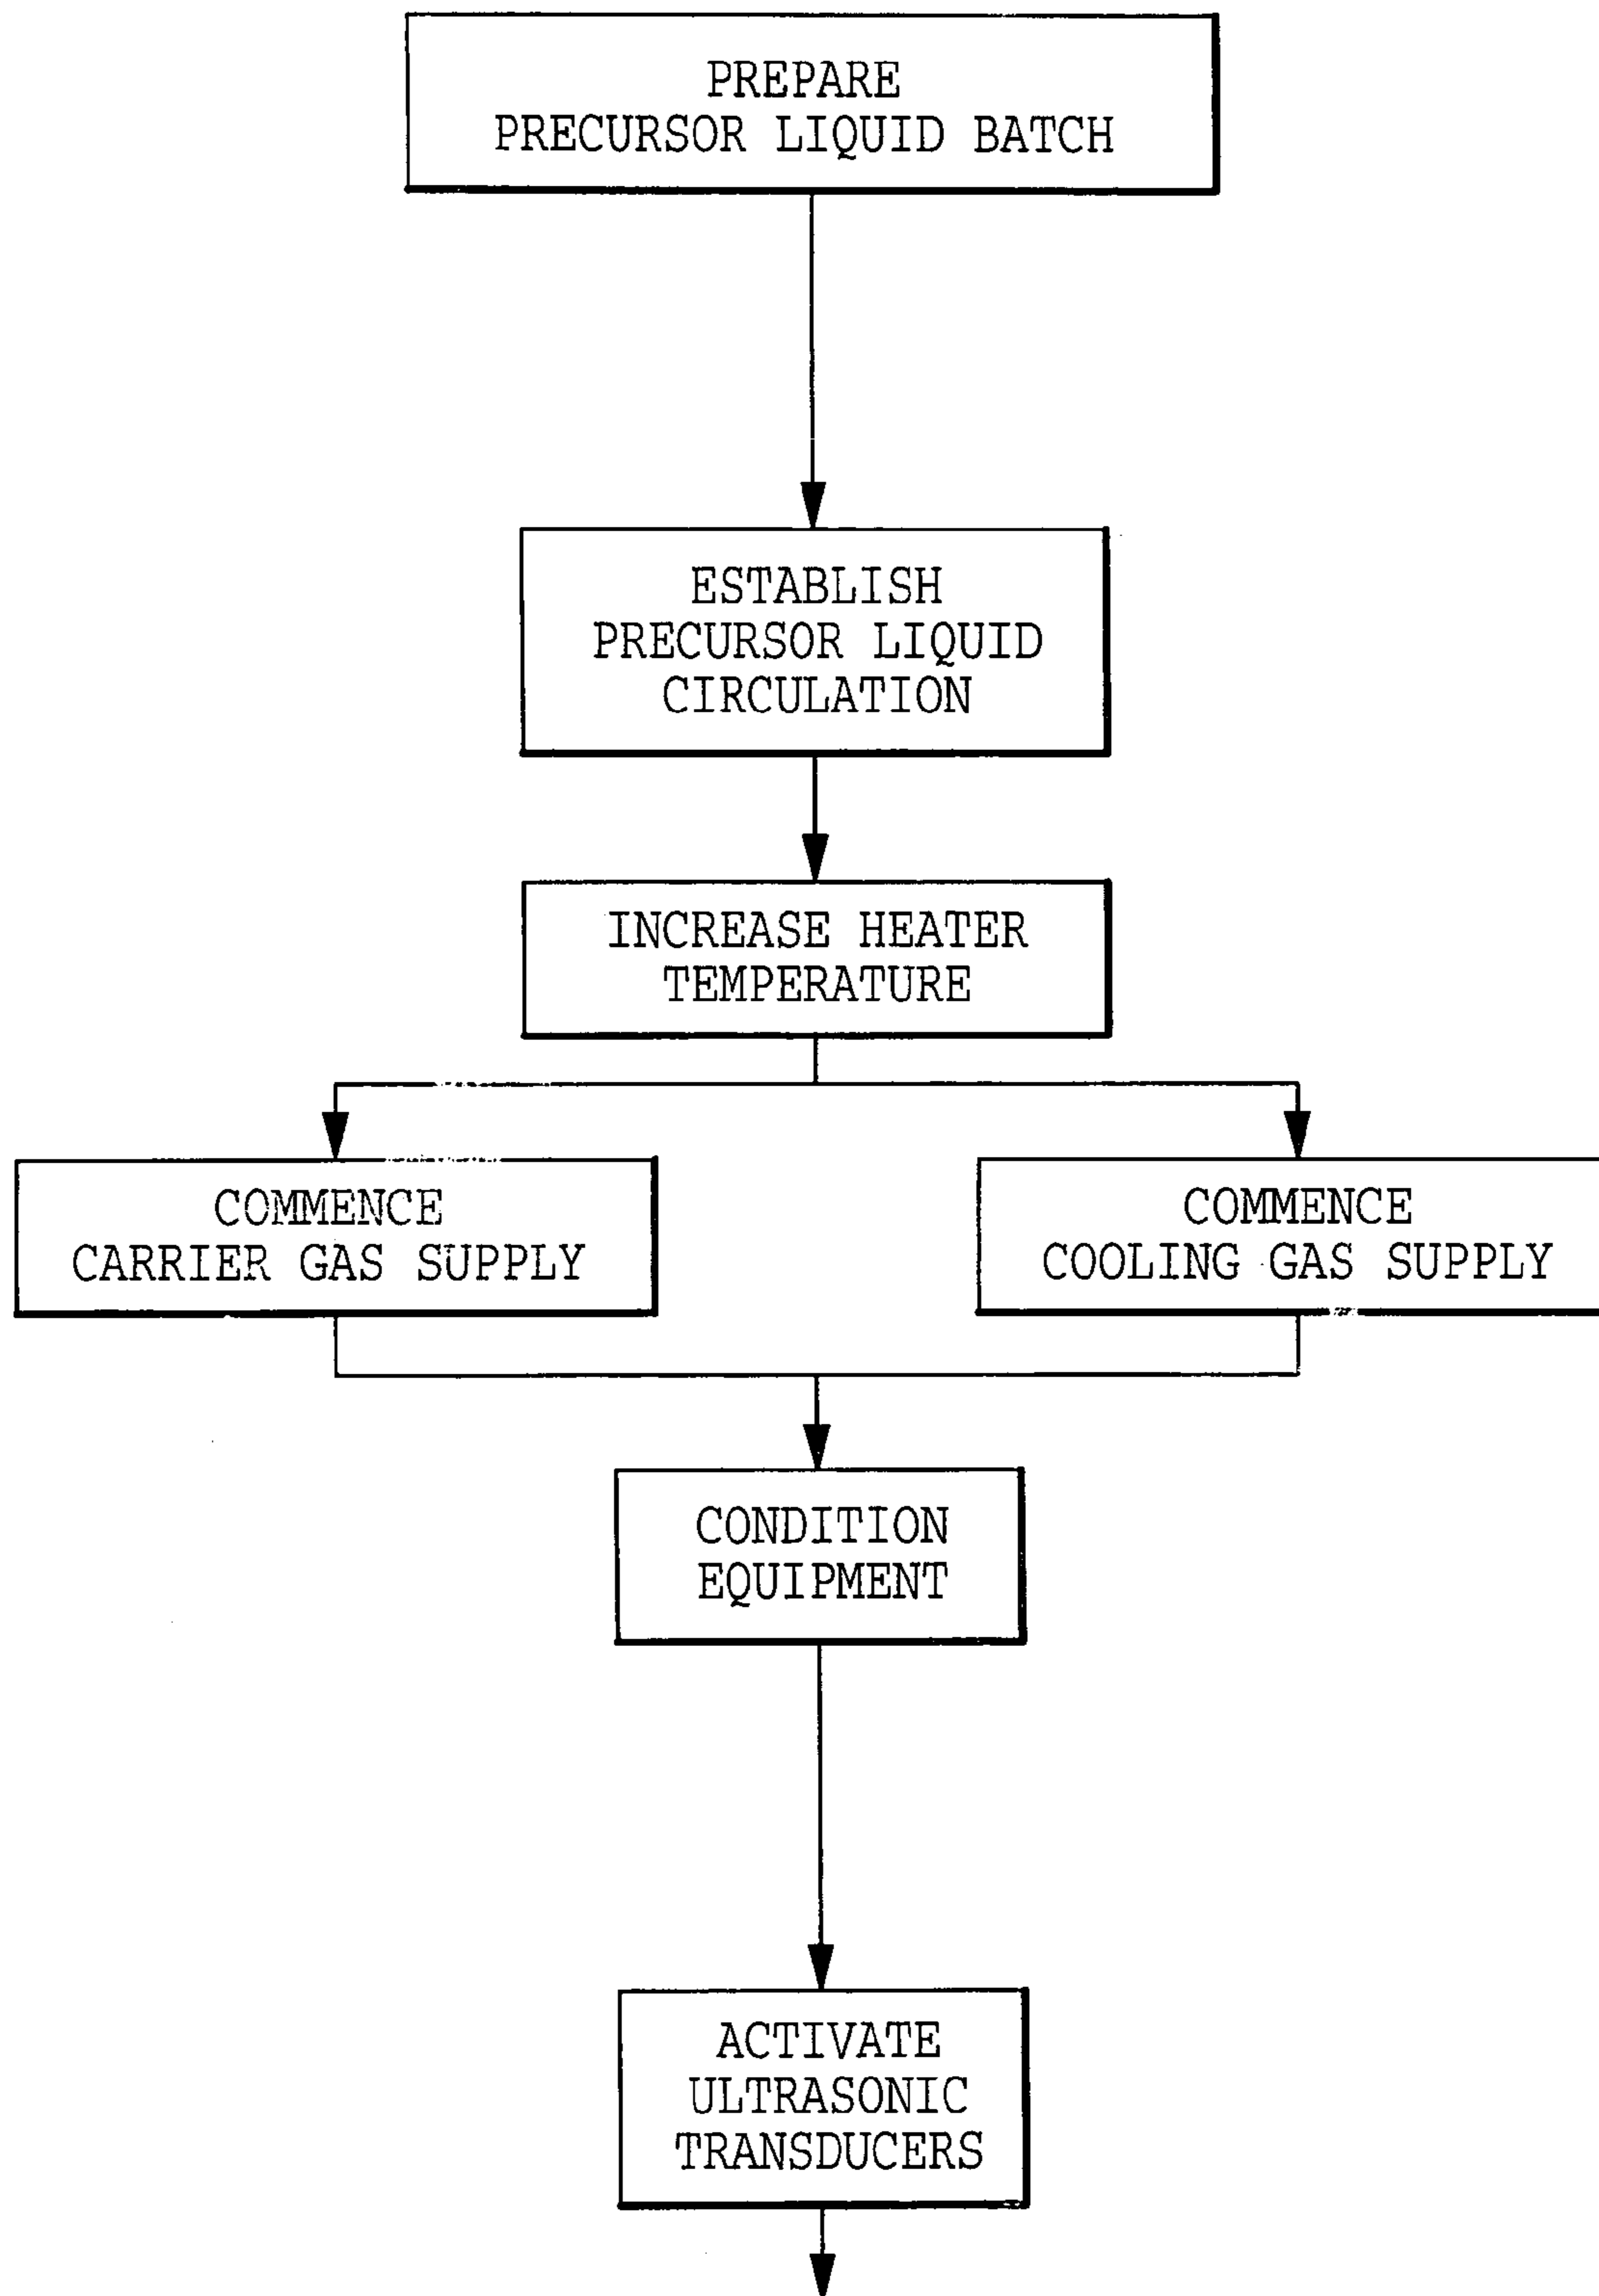 PREPARE
PRECURSOR LIQUID BATCH
ESTABLISH
PRECURSOR LIQUID
CIRCULATION
INCREASE HEATER
TEMPERATURE
COMMENCE
CARRIER GAS SUPPLY
COMMENCE
COOLING GAS SUPPLY
CONDITION
EQUIPMENT
ACTIVATE
ULTRASONIC
TRANSDUCERS